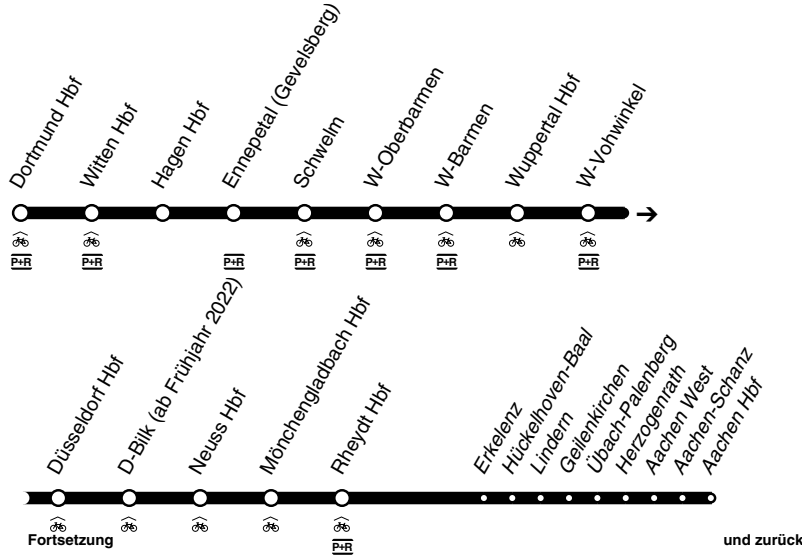 Dortmund Hbf
Witten Hbf
Hagen Hbf
Ennepetal (Gevelsberg)
Schwelm
W-Oberbarmen
W-Barmen
Wuppertal Hbf
W-Vohwinkel
P+R
P+R
P+R
P+R
P+R
P+R
P+R
Düsseldorf Hbf
D-Bilk (ab Frühjahr 2022)
Neuss Hbf
Mönchengladbach Hbf
Rheydt Hbf
Erkelenz
Hückelhoven-Baal
Lindern
Geilenkirchen
Übach-Palenberg
Herzogenrath
Aachen West
Aachen-Schanz
Aachen Hbf
Fortsetzung
P+R
und zurück